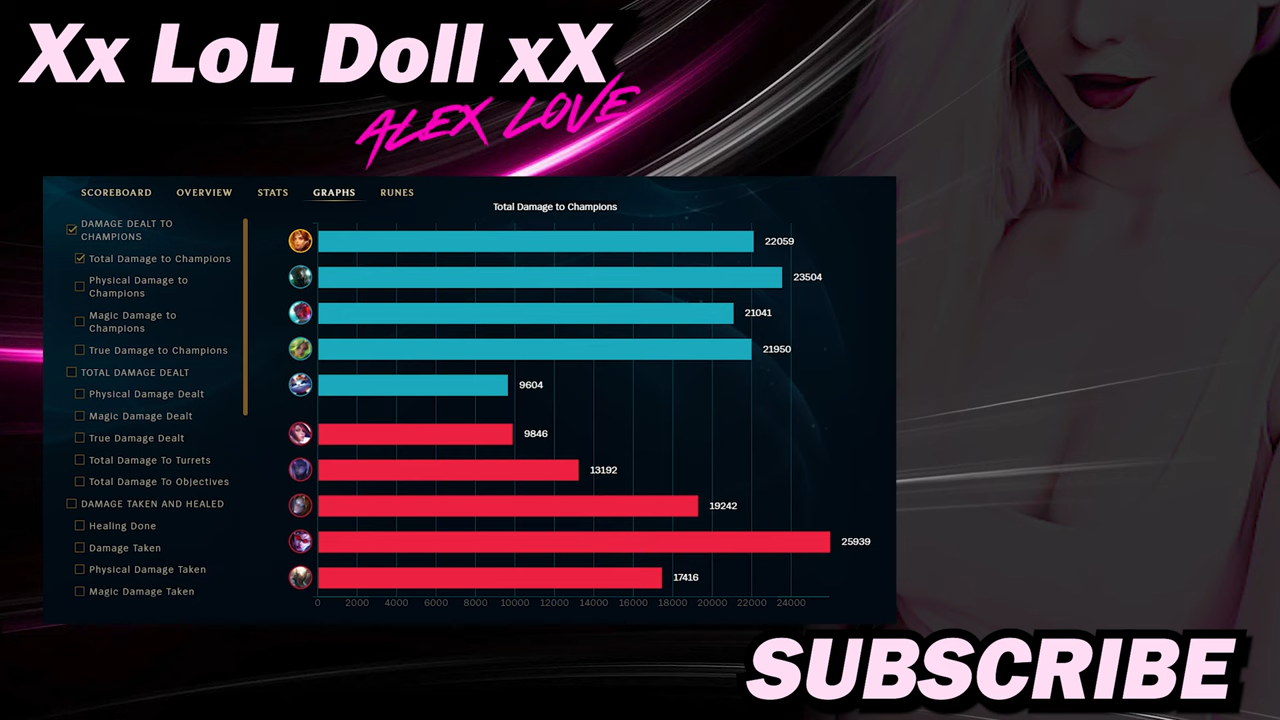 Xx LoL Doll xX
ALEX LOVE
SCOREBOARD OVERVIEW STATS GRAPHS RUNES
Total Damage to Champions
DAMAGE DEALT TO
CHAMPIONS
Total Damage to Champions
Physical Damage to
Champions
Magic Damage to
Champions
True Damage to Champions
TOTAL DAMAGE DEALT
Physical Damage Dealt
Magic Damage Dealt
True Damage Dealt
Total Damage To Turrets
Total Damage To Objectives
DAMAGE TAKEN AND HEALED
Healing Done
Damage Taken
Physical Damage Taken
Magic Damage Taken
22059
23504
21041
21950
9604
9846
13192
19242
25939
17416
0 2000 4000 6000 8000 10000 12000 14000 16000 18000 20000 22000 24000
SUBSCRIBE